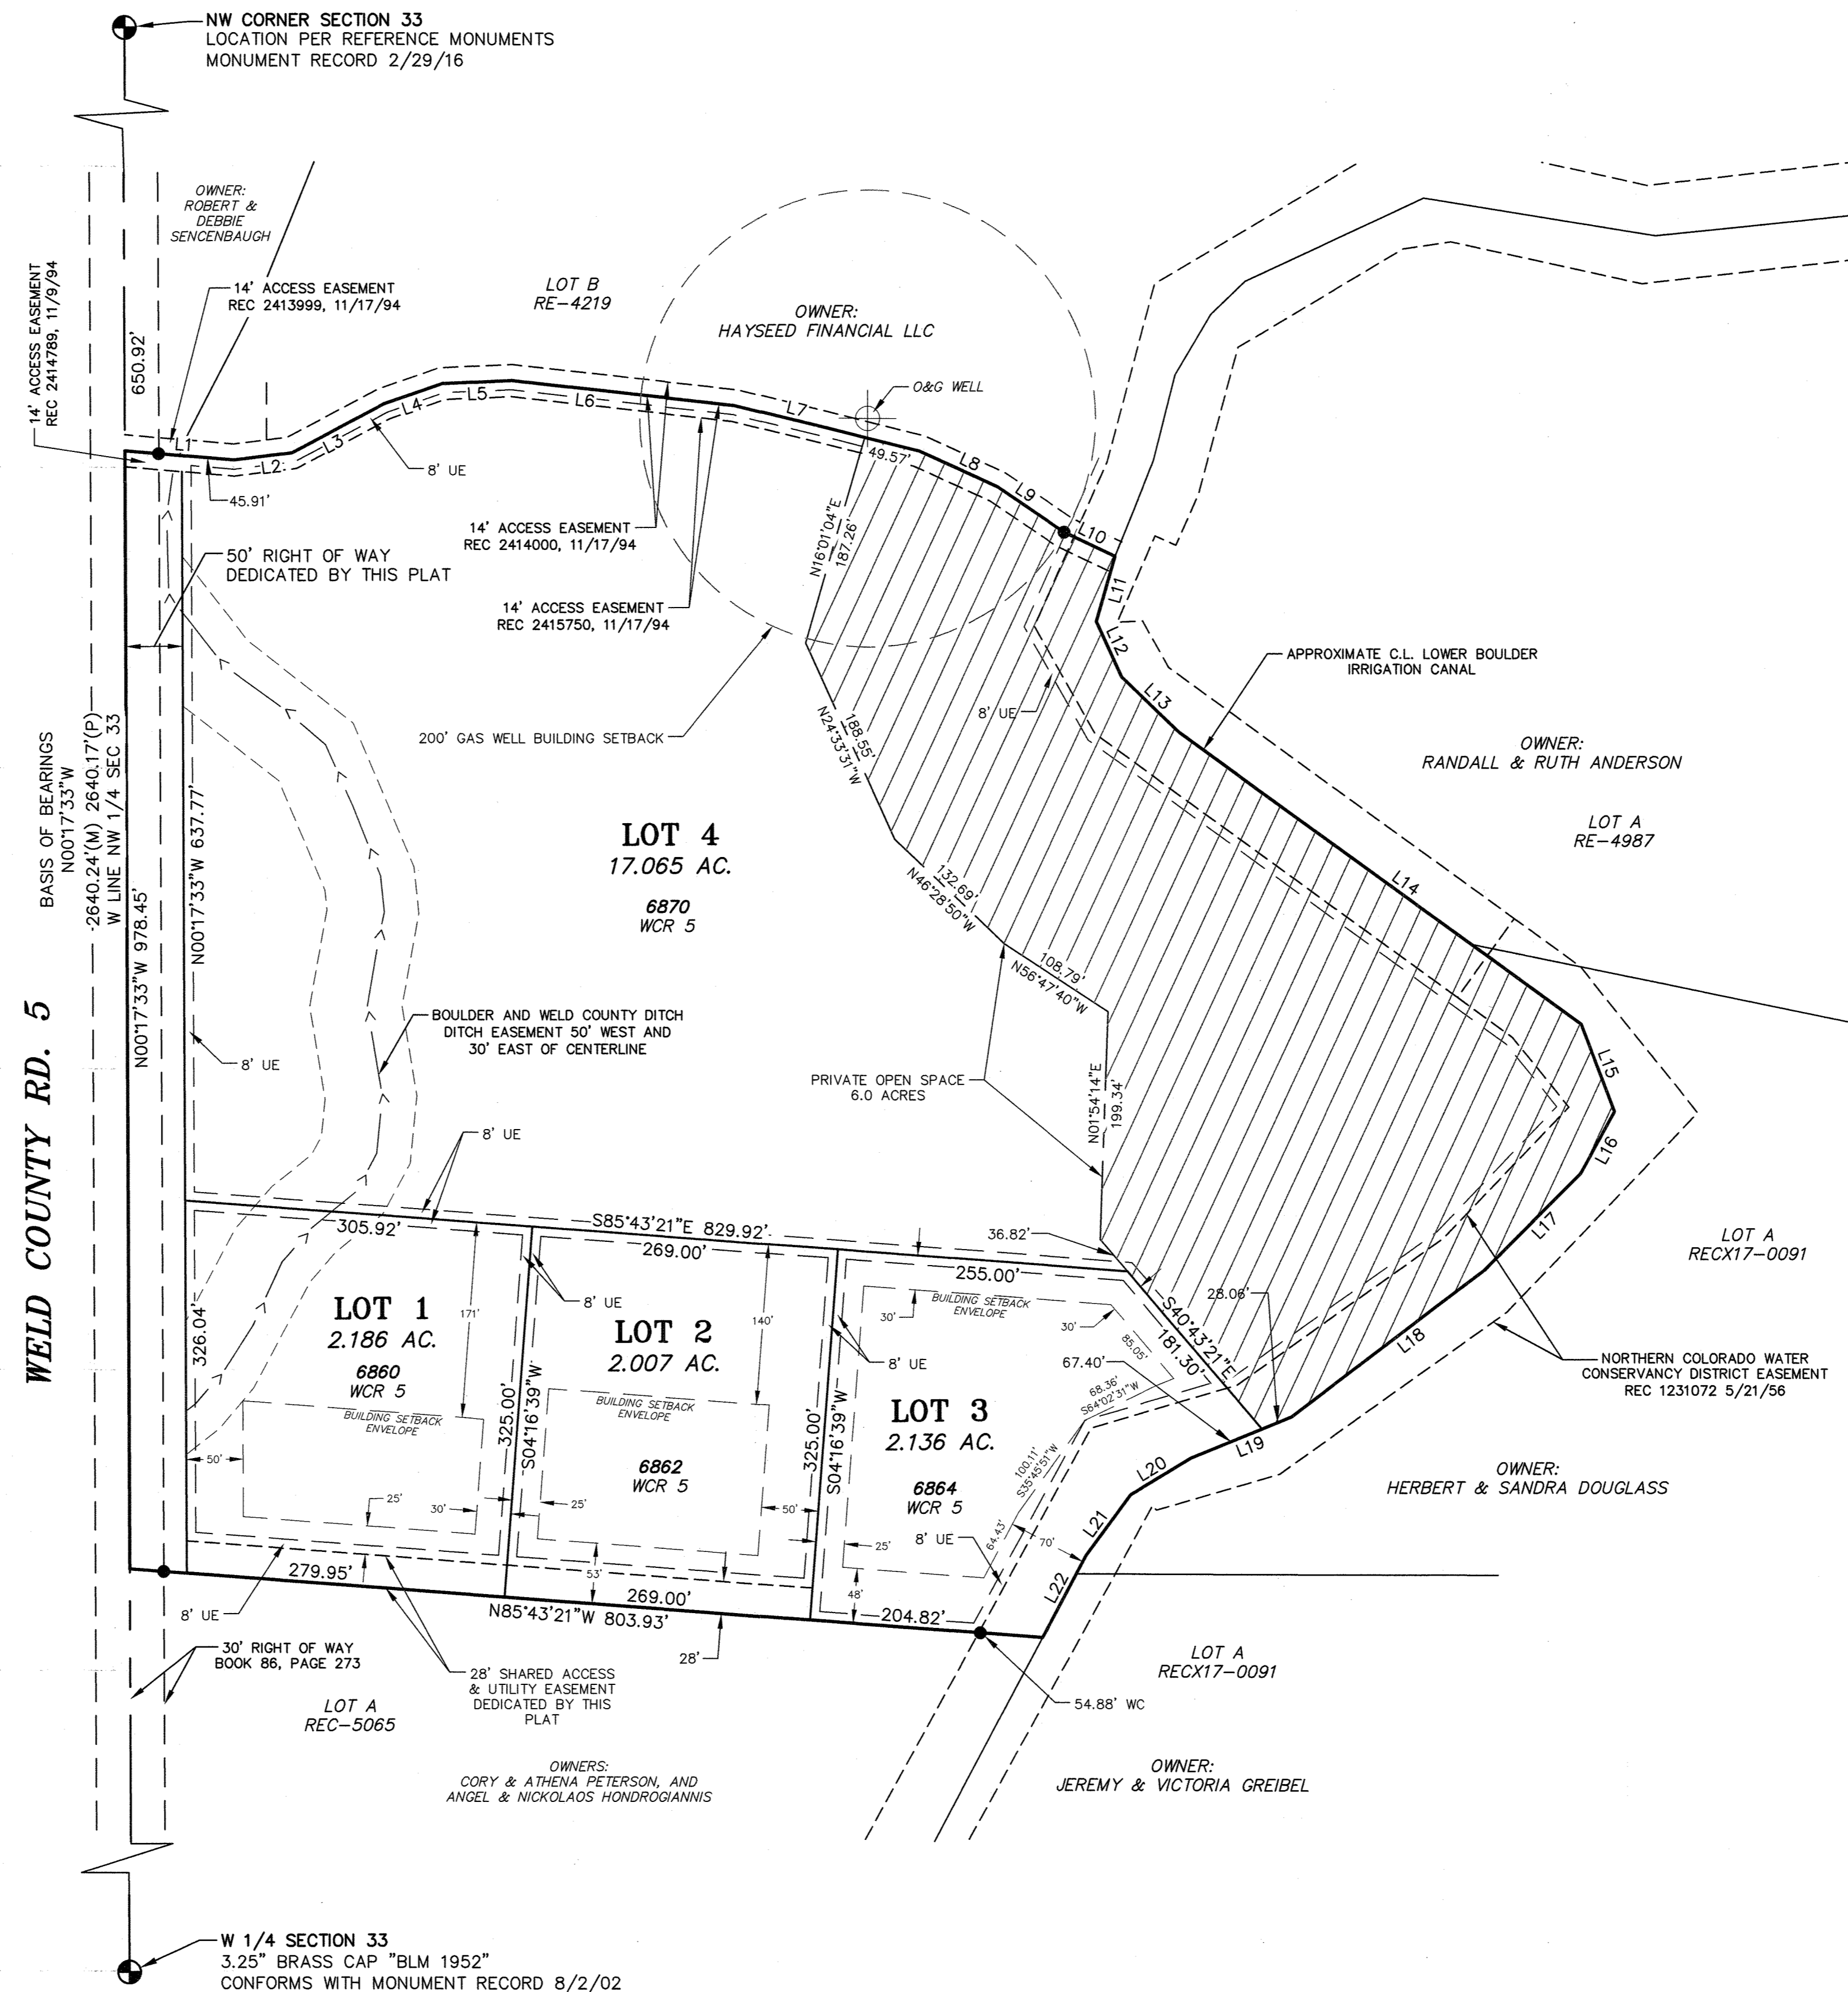 NW CORNER SECTION 33
LOCATION PER REFERENCE MONUMENTS
MONUMENT RECORD 2/29/16
OWNER:
ROBERT &
DEBBIE
SENCENBAUGH
14' ACCESS EASEMENT
REC 2414789, 11/9/94
650.92'
14' ACCESS EASEMENT
REC 2413999, 11/17/94
LOT B
RE-4219
OWNER:
HAYSEED FINANCIAL LLC
O&G WELL
L1
L2
L3
L4
L5
L6
L7
L8
L9
L10
L11
L12
L13
L14
L15
L16
L17
L18
L19
L20
L21
L22
8' UE
45.91'
49.57'
50' RIGHT OF WAY
DEDICATED BY THIS PLAT
14' ACCESS EASEMENT
REC 2414000, 11/17/94
14' ACCESS EASEMENT
REC 2415750, 11/17/94
N16°01'04"E
187.26'
200' GAS WELL BUILDING SETBACK
188.55'
N24°33'31"W
8' UE
APPROXIMATE C.L. LOWER BOULDER
IRRIGATION CANAL
OWNER:
RANDALL & RUTH ANDERSON
LOT A
RE-4987
BASIS OF BEARINGS
N00°17'33"W
2640.24'(M) 2640.17'(P)
W LINE NW 1/4 SEC 33
N00°17'33"W 978.45'
N00°17'33"W 637.77'
WELD COUNTY RD. 5
LOT 4
17.065 AC.
6870
WCR 5
132.69'
N46°28'50"W
108.79'
N56°47'40"W
BOULDER AND WELD COUNTY DITCH
DITCH EASEMENT 50' WEST AND
30' EAST OF CENTERLINE
8' UE
8' UE
PRIVATE OPEN SPACE
6.0 ACRES
N01°54'14"E
199.34'
LOT A
RECX17-0091
S85°43'21"E 829.92'
305.92'
269.00'
255.00'
36.82'
326.04'
LOT 1
2.186 AC.
6860
WCR 5
BUILDING SETBACK
ENVELOPE
171'
50'
25'
30'
8' UE
325.00'
S04°16'39"W
LOT 2
2.007 AC.
6862
WCR 5
BUILDING SETBACK
ENVELOPE
140'
25'
50'
53'
8' UE
325.00'
S04°16'39"W
LOT 3
2.136 AC.
6864
WCR 5
BUILDING SETBACK
ENVELOPE
30'
30'
85.05'
S40°43'21"E
181.30'
28.06'
67.40'
68.36'
S64°02'31"W
100.11'
S35°45'51"W
64.43'
70'
25'
48'
8' UE
NORTHERN COLORADO WATER
CONSERVANCY DISTRICT EASEMENT
REC 1231072 5/21/56
OWNER:
HERBERT & SANDRA DOUGLASS
279.95'
269.00'
204.82'
N85°43'21"W 803.93'
28'
8' UE
30' RIGHT OF WAY
BOOK 86, PAGE 273
28' SHARED ACCESS
& UTILITY EASEMENT
DEDICATED BY THIS
PLAT
LOT A
REC-5065
54.88' WC
LOT A
RECX17-0091
OWNERS:
CORY & ATHENA PETERSON, AND
ANGEL & NICKOLAOS HONDROGIANNIS
OWNER:
JEREMY & VICTORIA GREIBEL
W 1/4 SECTION 33
3.25" BRASS CAP "BLM 1952"
CONFORMS WITH MONUMENT RECORD 8/2/02